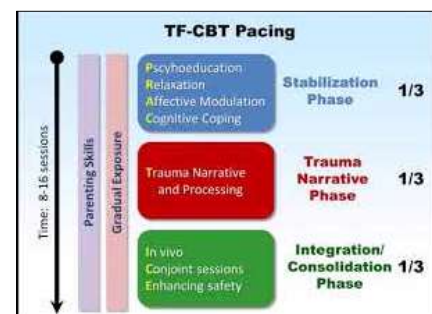 TF-CBT Pacing
Time: 8-16 sessions
Parenting Skills
Gradual Exposure
Pscyhoeducation
Relaxation
Affective Modulation
Cognitive Coping
Stabilization
Phase
1/3
Trauma Narrative
and Processing
Trauma
Narrative
Phase
1/3
In vivo
Conjoint sessions
Enhancing safety
Integration/
Consolidation
Phase
1/3